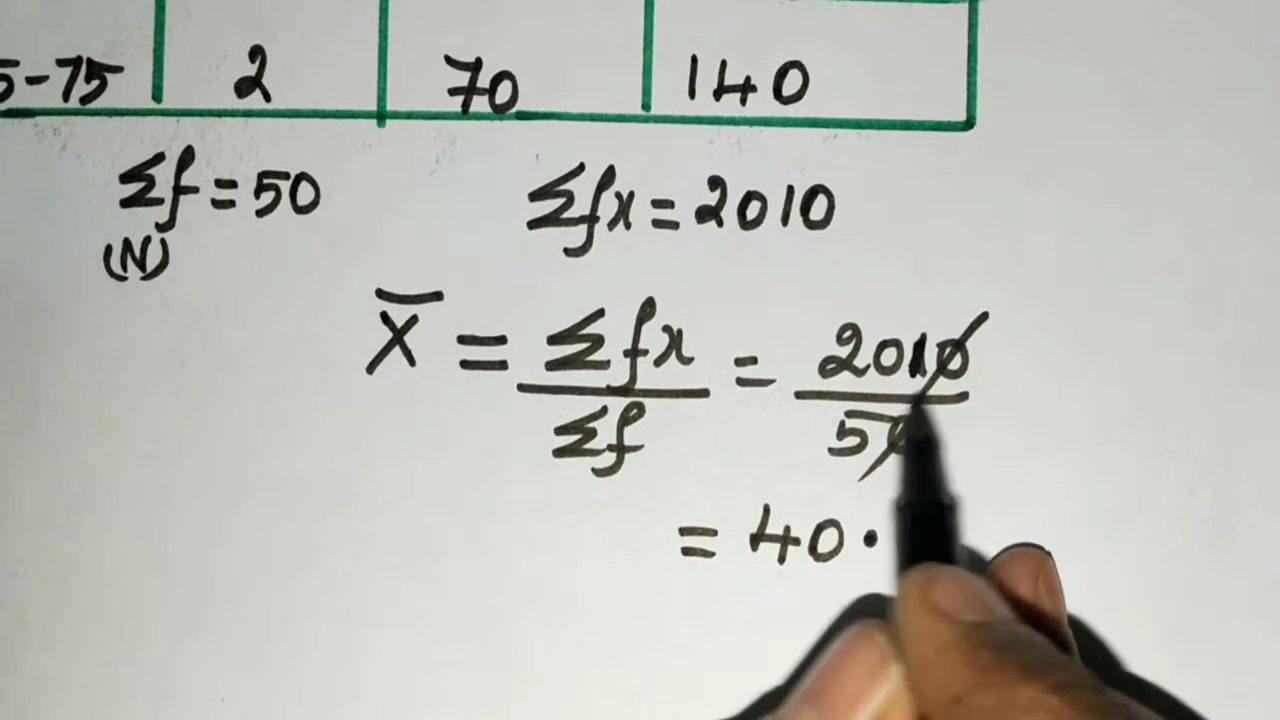 5-75 2 70 140
Σf = 50 Σfx = 2010
(N)
X̅ = Σfx / Σf = 2010 / 50
= 40.